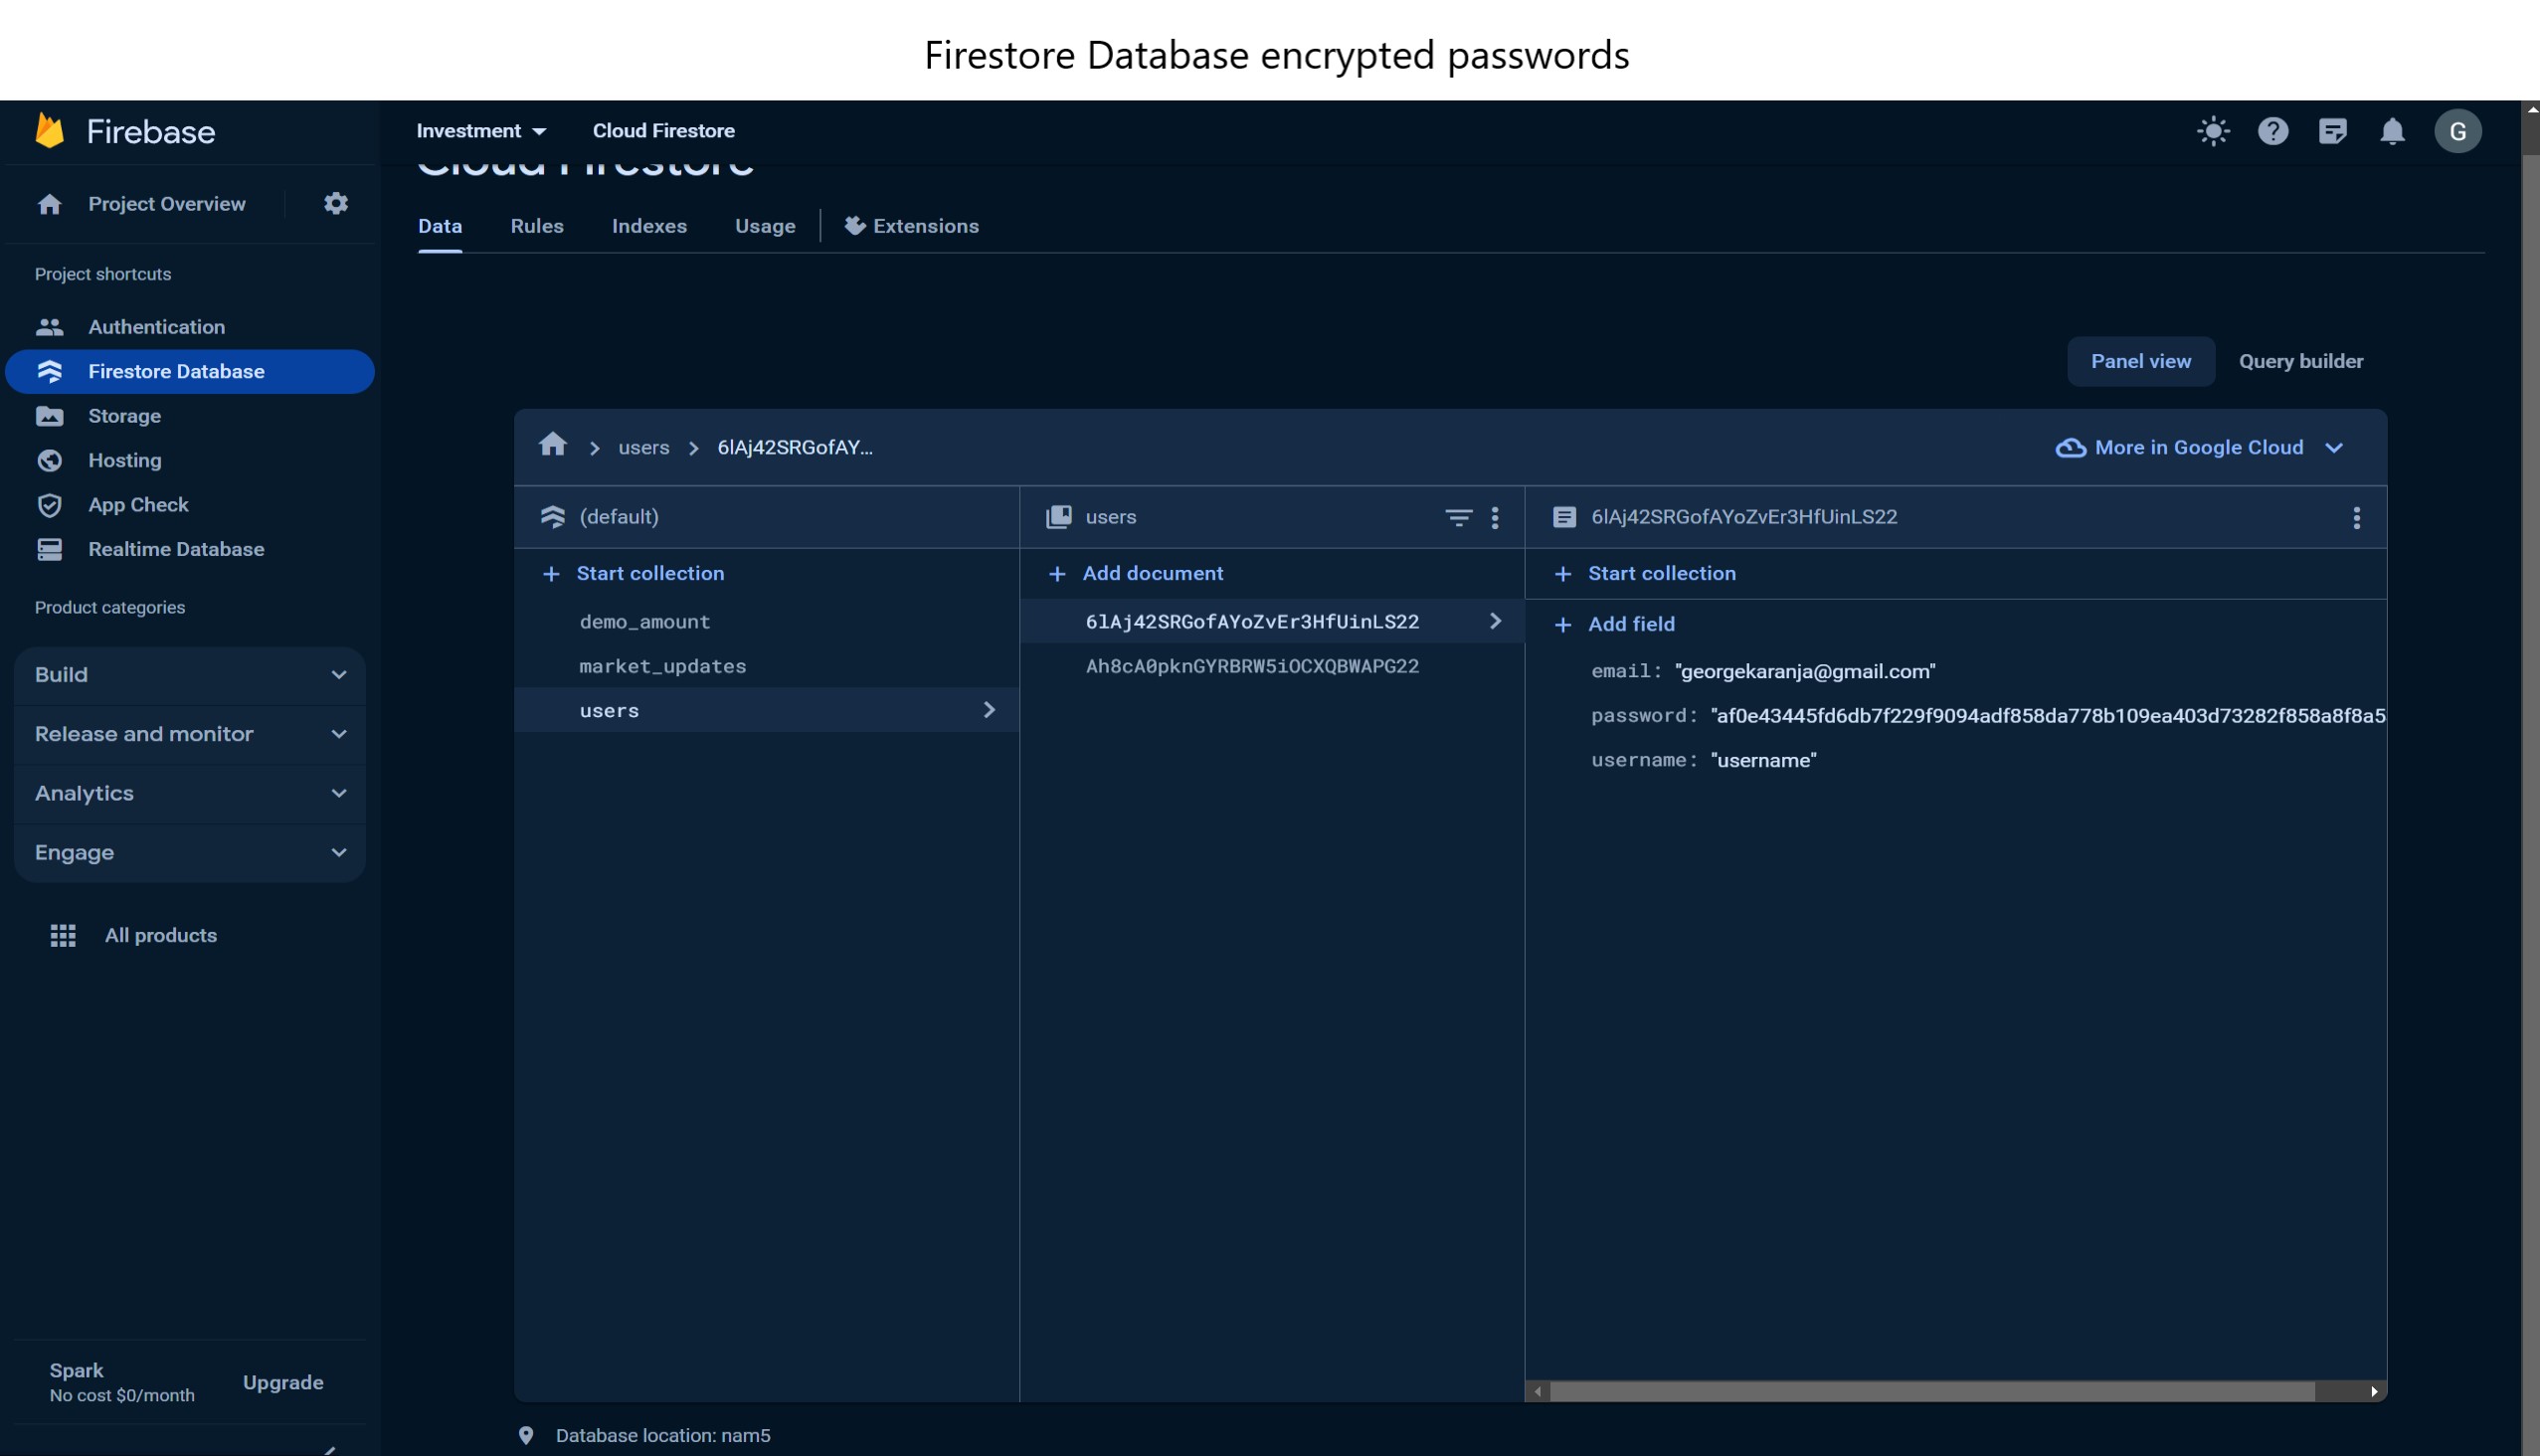 Firestore Database encrypted passwords
Firebase
Investment
Cloud Firestore
G
Cloud Firestore
Project Overview
Data
Rules
Indexes
Usage
Extensions
Project shortcuts
Authentication
Firestore Database
Storage
Hosting
App Check
Realtime Database
Product categories
Build
Release and monitor
Analytics
Engage
All products
Spark
No cost $0/month
Upgrade
Panel view
Query builder
users
6lAj42SRGofAY...
More in Google Cloud
(default)
Start collection
demo_amount
market_updates
users
users
Add document
6lAj42SRGofAYoZvEr3HfUinLS22
Ah8cA0pknGYRBRW5iOCXQBWAPG22
6lAj42SRGofAYoZvEr3HfUinLS22
Start collection
Add field
email: "georgekaranja@gmail.com"
password: "af0e43445fd6db7f229f9094adf858da778b109ea403d73282f858a8f8a5
username: "username"
Database location: nam5